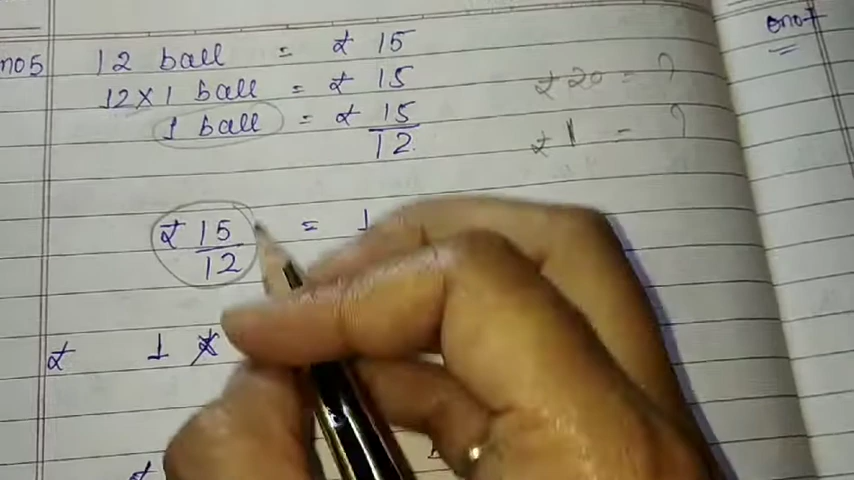 no5 12 ball = ₹ 15
12×1 ball = ₹ 15
1 ball = ₹ 15/12
₹ 20 = ?
₹ 1 = ?
₹ 15/12 = 1
₹ 1 ×
₹